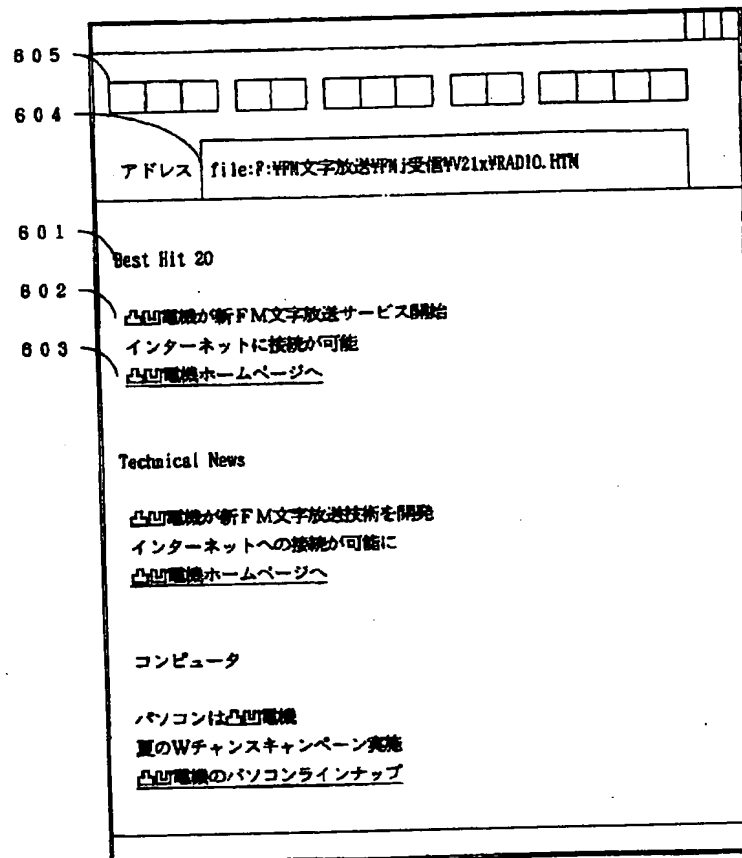 605
604
アドレス file:F:¥FM文字放送¥FMj受信¥V21x¥RADIO.HTM
601
Best Hit 20
602
凸凹電機が新FM文字放送サービス開始
インターネットに接続が可能
603
凸凹電機ホームページへ
Technical News
凸凹電機が新FM文字放送技術を開発
インターネットへの接続が可能に
凸凹電機ホームページへ
コンピュータ
パソコンは凸凹電機
夏のWチャンスキャンペーン実施
凸凹電機のパソコンラインナップ